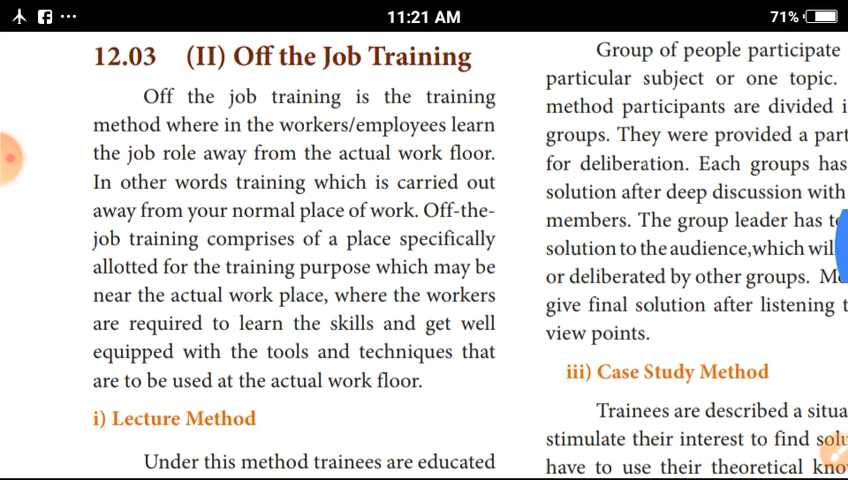 11:21 AM
71%
12.03 (II) Off the Job Training
Off the job training is the training
method where in the workers/employees learn
the job role away from the actual work floor.
In other words training which is carried out
away from your normal place of work. Off-the-
job training comprises of a place specifically
allotted for the training purpose which may be
near the actual work place, where the workers
are required to learn the skills and get well
equipped with the tools and techniques that
are to be used at the actual work floor.
i) Lecture Method
Under this method trainees are educated
Group of people participate
particular subject or one topic.
method participants are divided
groups. They were provided a
for deliberation. Each groups has
solution after deep discussion with
members. The group leader has
solution to the audience,which
or deliberated by other groups.
give final solution after listening
view points.
iii) Case Study Method
Trainees are described a
stimulate their interest to find
have to use their theoretical